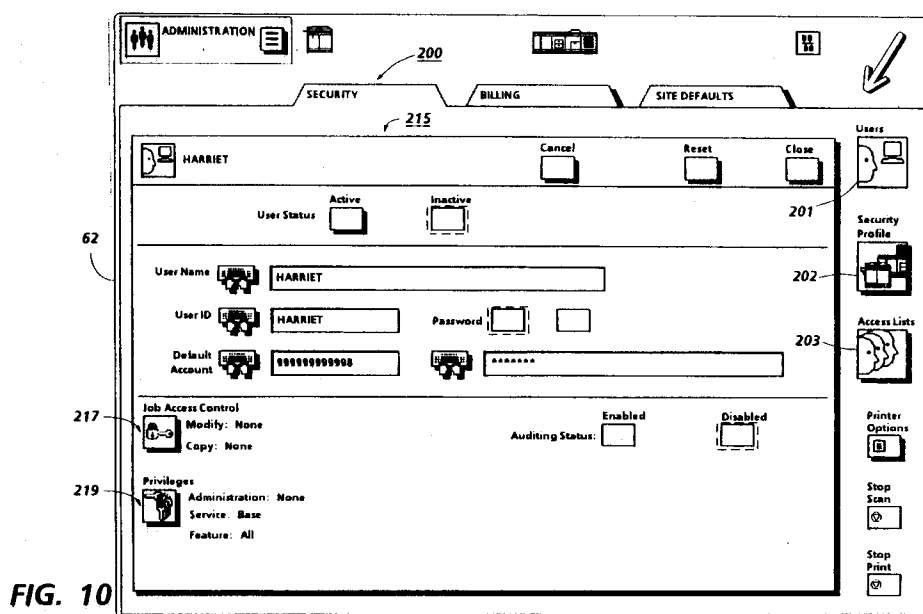 ADMINISTRATION
200
SECURITY
BILLING
SITE DEFAULTS
215
Users
HARRIET
Cancel
Reset
Close
201
Active
Inactive
User Status
62
Security
Profile
202
User Name
HARRIET
User ID
HARRIET
Password
Access Lists
203
Default
Account
999999999998
*******
Job Access Control
217
Modify: None
Copy: None
Enabled
Disabled
Auditing Status:
Printer
Options
Privileges
219
Administration: None
Service: Base
Feature: All
Stop
Scan
Stop
Print
FIG. 10